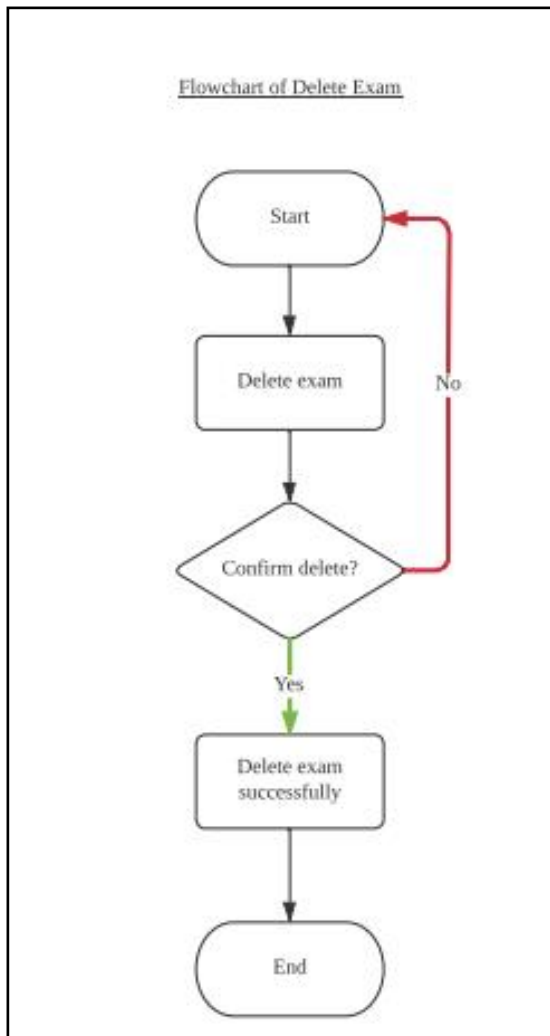 Flowchart of Delete Exam
Start
Delete exam
No
Confirm delete?
Yes
Delete exam
successfully
End